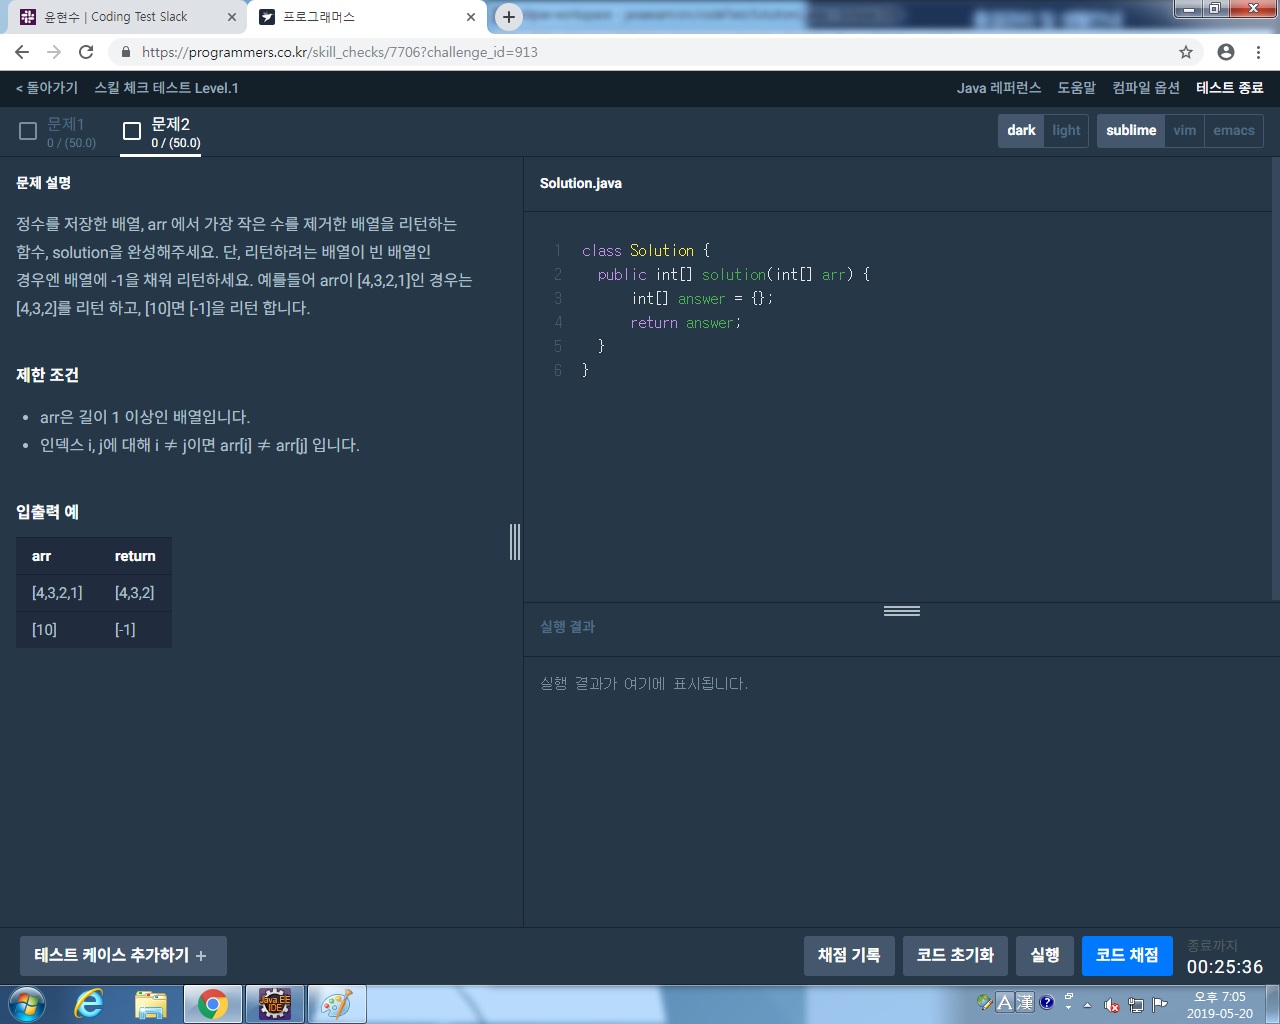 윤현수 | Coding Test Slack
프로그래머스
https://programmers.co.kr/skill_checks/7706?challenge_id=913
< 돌아가기 스킬 체크 테스트 Level.1
Java 레퍼런스 도움말 컴파일 옵션 테스트 종료
문제1
0 / (50.0)
문제2
0 / (50.0)
dark light sublime vim emacs
문제 설명
정수를 저장한 배열, arr 에서 가장 작은 수를 제거한 배열을 리턴하는
함수, solution을 완성해주세요. 단, 리턴하려는 배열이 빈 배열인
경우엔 배열에 -1을 채워 리턴하세요. 예를들어 arr이 [4,3,2,1]인 경우는
[4,3,2]를 리턴 하고, [10]면 [-1]을 리턴 합니다.
제한 조건
• arr은 길이 1 이상인 배열입니다.
• 인덱스 i, j에 대해 i ≠ j이면 arr[i] ≠ arr[j] 입니다.
입출력 예
arr return
[4,3,2,1] [4,3,2]
[10] [-1]
Solution.java
1 class Solution {
2 public int[] solution(int[] arr) {
3 int[] answer = {};
4 return answer;
5 }
6 }
실행 결과
실행 결과가 여기에 표시됩니다.
테스트 케이스 추가하기 +
채점 기록 코드 초기화 실행 코드 채점
종료까지
00:25:36
Java EE
IDE
A 漢
오후 7:05
2019-05-20